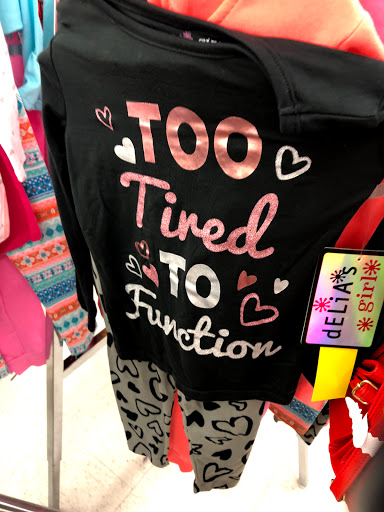 TOO
Tired
TO
Function
dELiA*S
girl